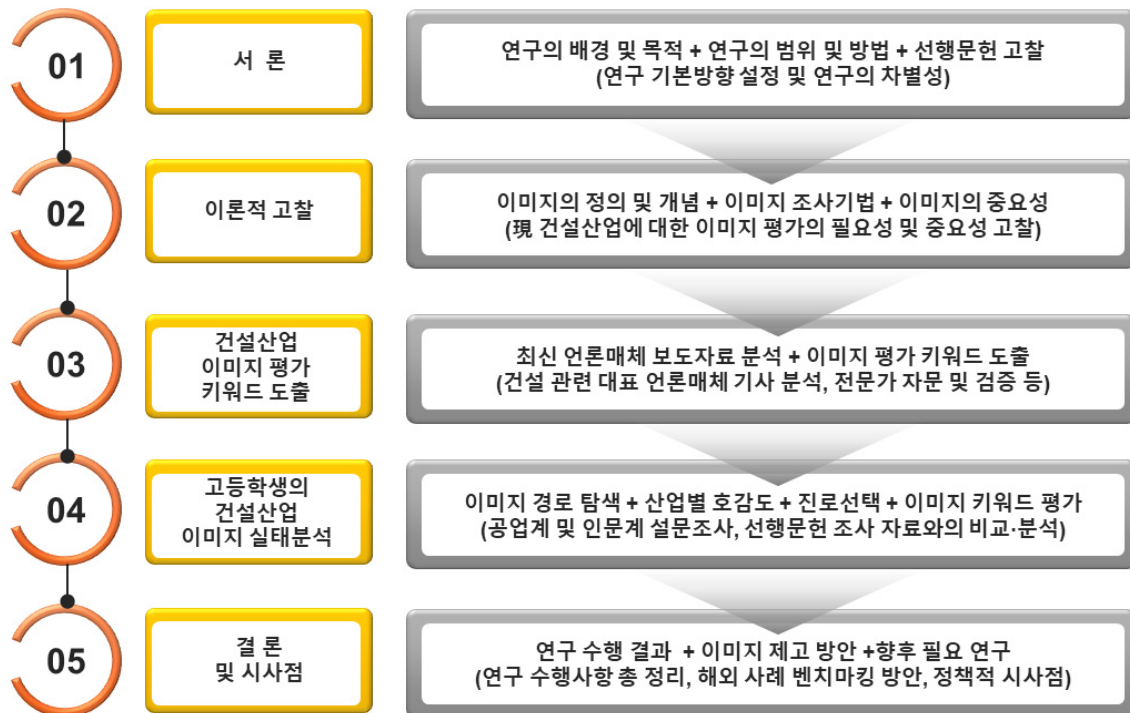 01
서 론
연구의 배경 및 목적 + 연구의 범위 및 방법 + 선행문헌 고찰
(연구 기본방향 설정 및 연구의 차별성)
02
이론적 고찰
이미지의 정의 및 개념 + 이미지 조사기법 + 이미지의 중요성
(現 건설산업에 대한 이미지 평가의 필요성 및 중요성 고찰)
03
건설산업
이미지 평가
키워드 도출
최신 언론매체 보도자료 분석 + 이미지 평가 키워드 도출
(건설 관련 대표 언론매체 기사 분석, 전문가 자문 및 검증 등)
04
고등학생의
건설산업
이미지 실태분석
이미지 경로 탐색 + 산업별 호감도 + 진로선택 + 이미지 키워드 평가
(공업계 및 인문계 설문조사, 선행문헌 조사 자료와의 비교·분석)
05
결 론
및 시사점
연구 수행 결과 + 이미지 제고 방안 +향후 필요 연구
(연구 수행사항 총 정리, 해외 사례 벤치마킹 방안, 정책적 시사점)